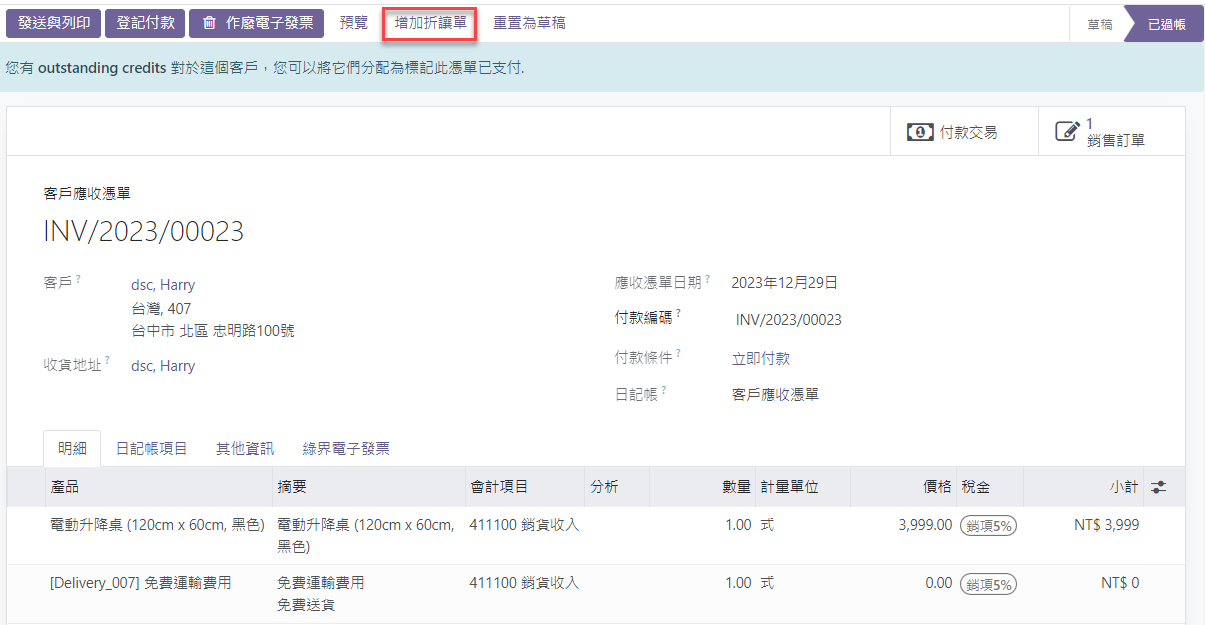 發送與列印 登記付款 作廢電子發票 預覽 增加折讓單 重置為草稿 草稿 已過帳
您有 outstanding credits 對於這個客戶，您可以將它們分配為標記此憑單已支付.
付款交易 1
銷售訂單
客戶應收憑單
INV/2023/00023
客戶? dsc, Harry
台灣, 407
台中市 北區 忠明路100號
收貨地址? dsc, Harry
應收憑單日期? 2023年12月29日
付款編碼? INV/2023/00023
付款條件? 立即付款
日記帳? 客戶應收憑單
明細 日記帳項目 其他資訊 綠界電子發票
產品 摘要 會計項目 分析 數量 計量單位 價格 稅金 小計
電動升降桌 (120cm x 60cm, 黑色) 電動升降桌 (120cm x 60cm, 411100 銷貨收入 1.00 式 3,999.00 銷項5% NT$ 3,999
黑色)
[Delivery_007] 免費運輸費用 免費運輸費用 411100 銷貨收入 1.00 式 0.00 銷項5% NT$ 0
免費送貨